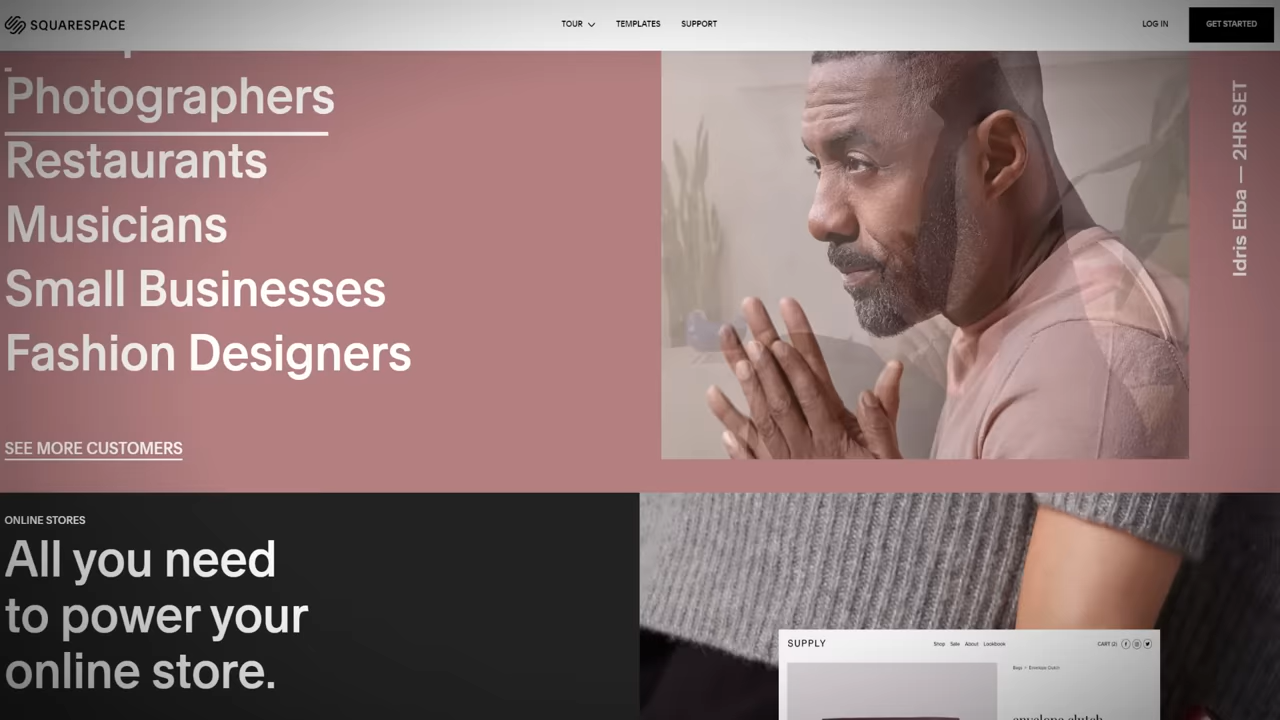 SQUARESPACE
TOUR
TEMPLATES
SUPPORT
LOG IN
GET STARTED
Photographers
Restaurants
Musicians
Small Businesses
Fashion Designers
SEE MORE CUSTOMERS
Idris Elba — 2HR SET
ONLINE STORES
All you need
to power your
online store.
SUPPLY
Shop Sale About Lookbook
CART (2)
envelope clutch